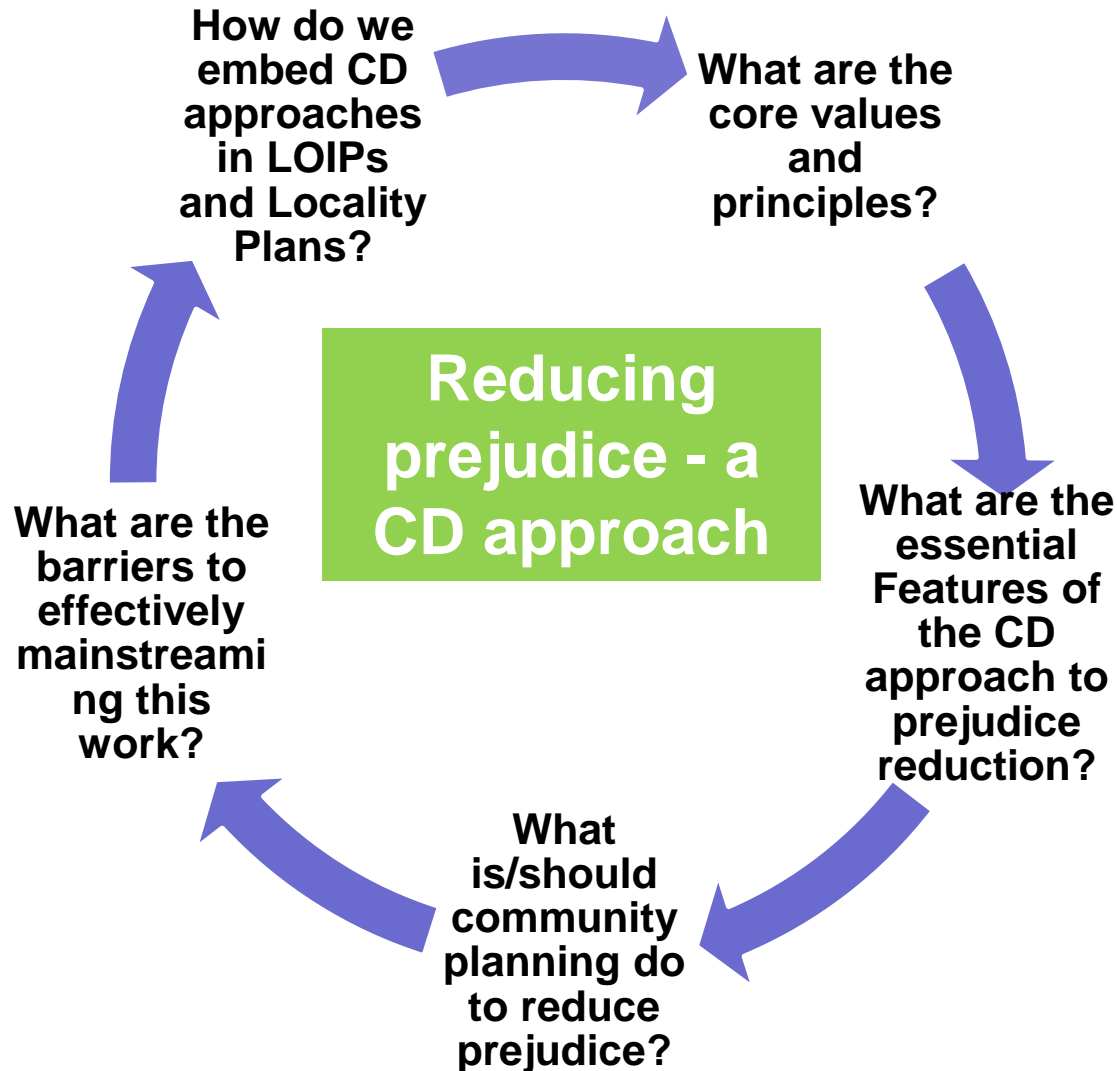 How do we
embed CD
approaches
in LOIPs
and Locality
Plans?
What are the
core values
and
principles?
Reducing
prejudice - a
CD approach
What are the
essential
Features of
the CD
approach to
prejudice
reduction?
What are the
barriers to
effectively
mainstreami
ng this
work?
What
is/should
community
planning do
to reduce
prejudice?